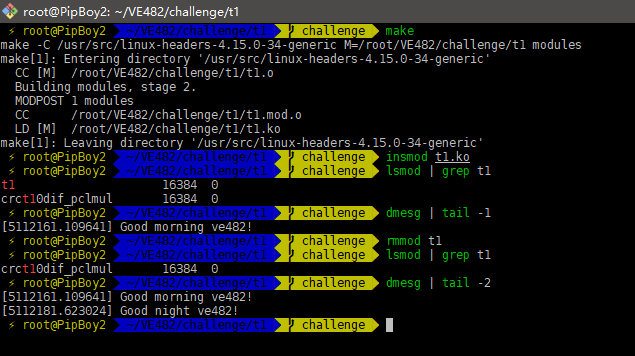 root@PipBoy2: ~/VE482/challenge/t1
⚡ root@PipBoy2 ~/VE482/challenge/t1 challenge make
make -C /usr/src/linux-headers-4.15.0-34-generic M=/root/VE482/challenge/t1 modules
make[1]: Entering directory '/usr/src/linux-headers-4.15.0-34-generic'
  CC [M]  /root/VE482/challenge/t1/t1.o
  Building modules, stage 2.
  MODPOST 1 modules
  CC      /root/VE482/challenge/t1/t1.mod.o
  LD [M]  /root/VE482/challenge/t1/t1.ko
make[1]: Leaving directory '/usr/src/linux-headers-4.15.0-34-generic'
⚡ root@PipBoy2 ~/VE482/challenge/t1 challenge insmod t1.ko
⚡ root@PipBoy2 ~/VE482/challenge/t1 challenge lsmod | grep t1
t1                     16384  0
crct10dif_pclmul       16384  0
⚡ root@PipBoy2 ~/VE482/challenge/t1 challenge dmesg | tail -1
[5112161.109641] Good morning ve482!
⚡ root@PipBoy2 ~/VE482/challenge/t1 challenge rmmod t1
⚡ root@PipBoy2 ~/VE482/challenge/t1 challenge lsmod | grep t1
crct10dif_pclmul       16384  0
⚡ root@PipBoy2 ~/VE482/challenge/t1 challenge dmesg | tail -2
[5112161.109641] Good morning ve482!
[5112181.623024] Good night ve482!
⚡ root@PipBoy2 ~/VE482/challenge/t1 challenge